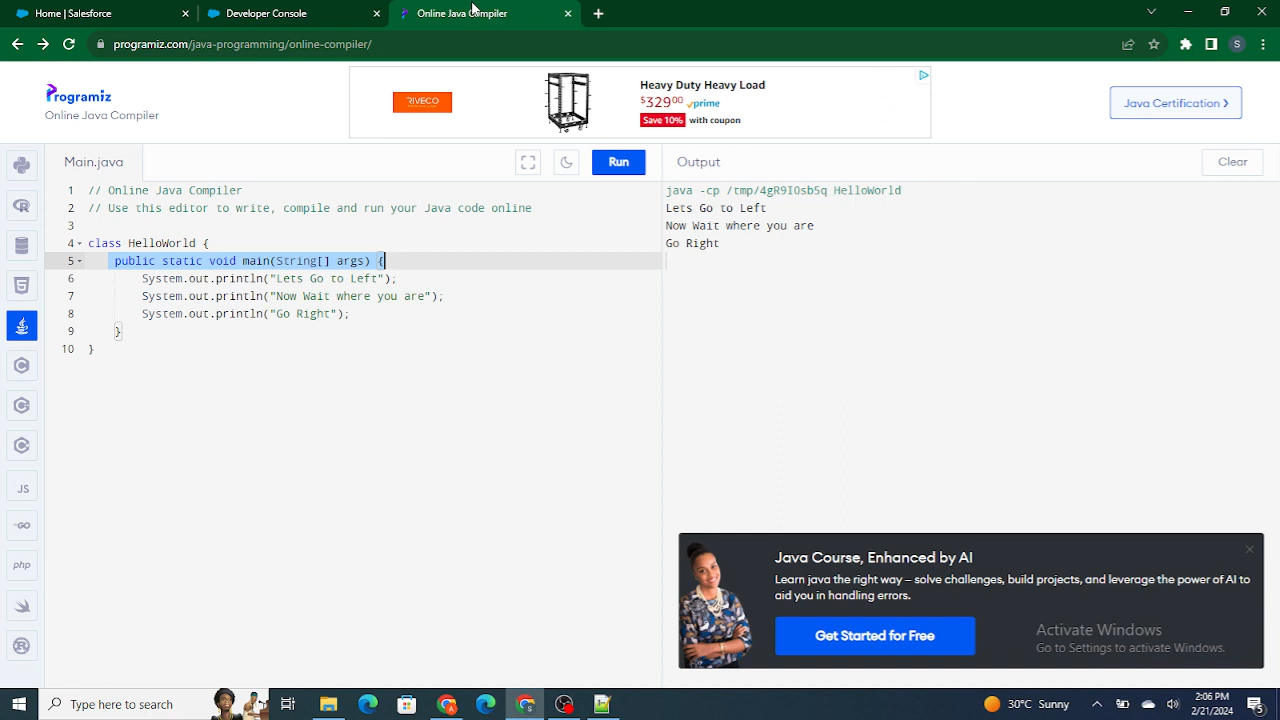 Home | Salesforce
Developer Console
Online Java Compiler
programiz.com/java-programming/online-compiler/
S
Programiz
Online Java Compiler
RIVECO
Heavy Duty Heavy Load
$329⁰⁰ prime
Save 10% with coupon
Java Certification
Main.java
Run
Output
Clear
1 // Online Java Compiler
2 // Use this editor to write, compile and run your Java code online
3
4 class HelloWorld {
5 public static void main(String[] args) {
6 System.out.println("Lets Go to Left");
7 System.out.println("Now Wait where you are");
8 System.out.println("Go Right");
9 }
10 }
java -cp /tmp/4gR9I0sb5q HelloWorld
Lets Go to Left
Now Wait where you are
Go Right
JS
GO
php
Java Course, Enhanced by AI
Learn java the right way – solve challenges, build projects, and leverage the power of AI to
aid you in handling errors.
Get Started for Free
Activate Windows
Go to Settings to activate Windows.
Type here to search
30°C Sunny
2:06 PM
2/21/2024